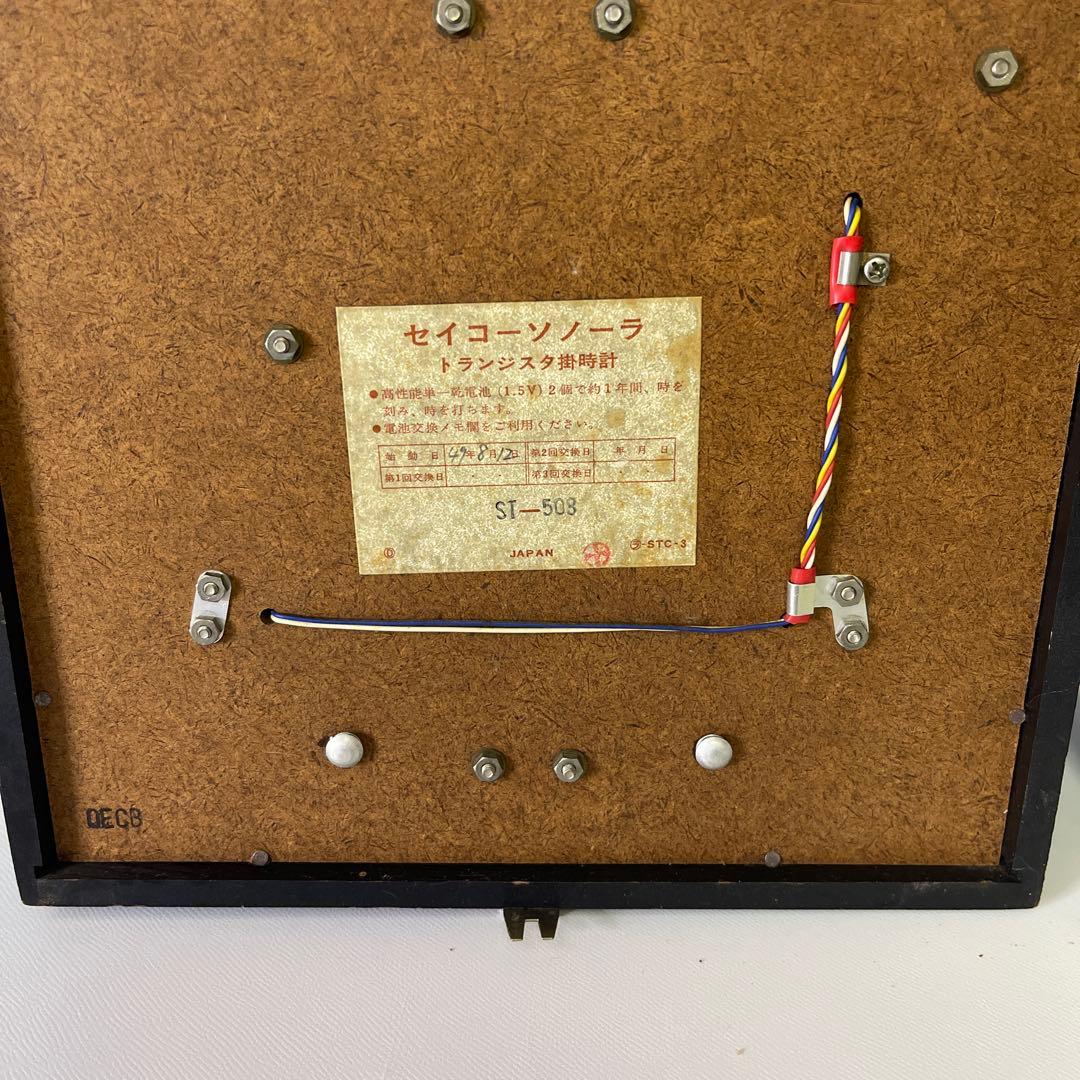 セイコーソノーラ
トランジスタ掛時計
●高性能単一乾電池(1.5V)2個で約1年間、時を
刻み、時を打ちます。
●電池交換メモ欄をご利用ください。
始動日 49年8月12日 第2回交換日 年 月 日
第1回交換日 ・ ・ 第3回交換日 ・ ・
ST—508
Ⓓ JAPAN ㋶-STC-3
QECB